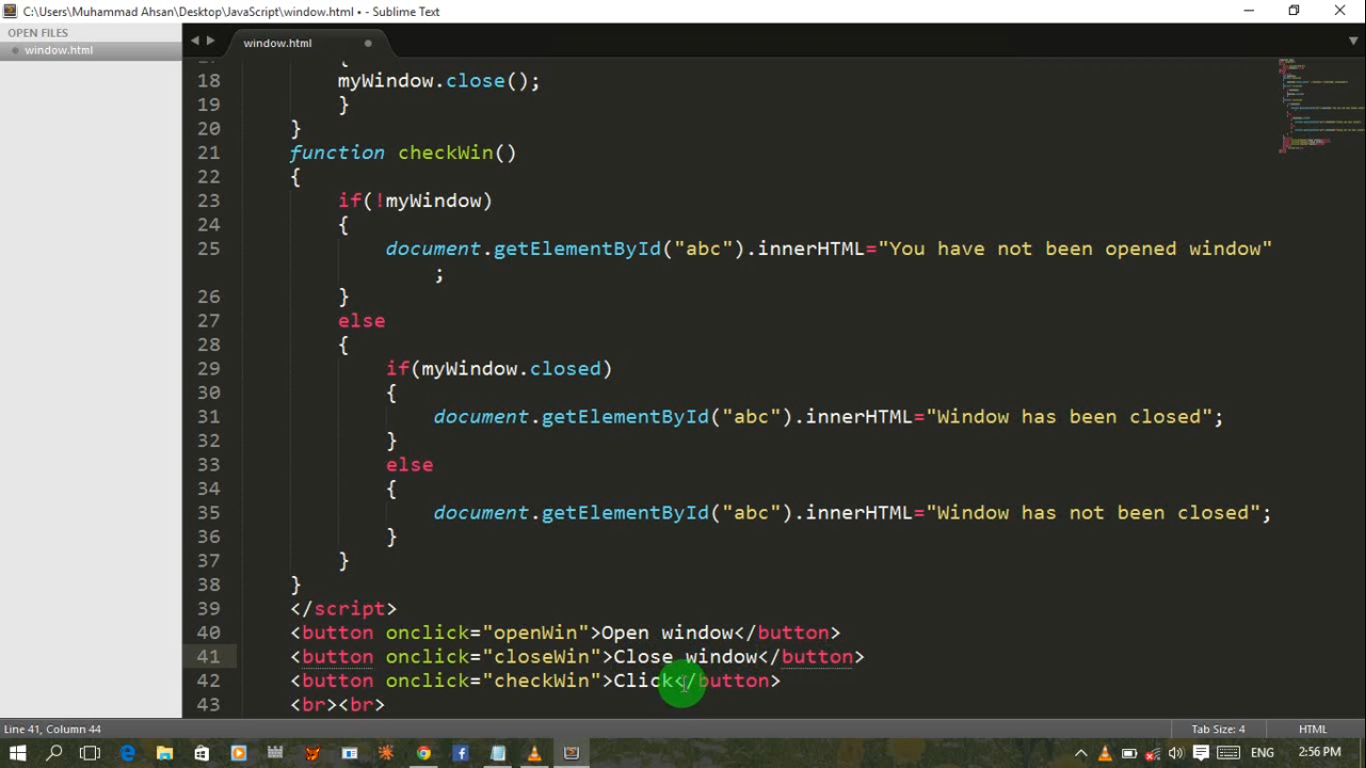 C:\Users\Muhammad Ahsan\Desktop\JavaScript\window.html • - Sublime Text
OPEN FILES
window.html
window.html
18 myWindow.close();
19 }
20 }
21 function checkWin()
22 {
23 if(!myWindow)
24 {
25 document.getElementById("abc").innerHTML="You have not been opened window"
;
26 }
27 else
28 {
29 if(myWindow.closed)
30 {
31 document.getElementById("abc").innerHTML="Window has been closed";
32 }
33 else
34 {
35 document.getElementById("abc").innerHTML="Window has not been closed";
36 }
37 }
38 }
39 </script>
40 <button onclick="openWin">Open window</button>
41 <button onclick="closeWin">Close window</button>
42 <button onclick="checkWin">Click</button>
43 <br><br>
Line 41, Column 44
Tab Size: 4
HTML
ENG
2:56 PM